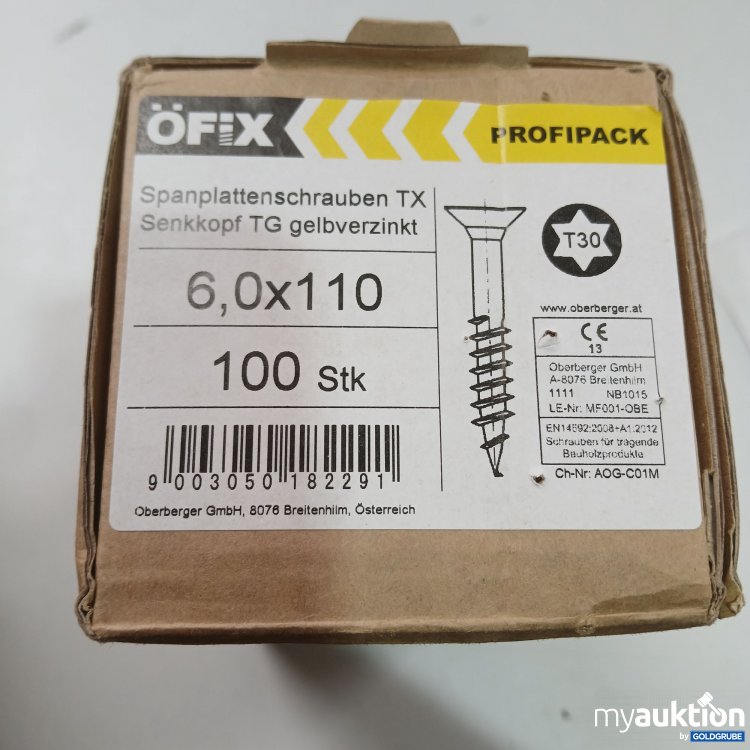 ÖFiX
PROFIPACK
Spanplattenschrauben TX
Senkkopf TG gelbverzinkt
6,0x110
100 Stk
9 003050 182291
Oberberger GmbH, 8076 Breitenhilm, Österreich
T30
www.oberberger.at
CE
13
Oberberger GmbH
A-8076 Breitenhilm
1111 NB1015
LE-Nr: MF001-OBE
EN14592:2008+A1:2012
Schrauben für tragende
Bauholzprodukte
Ch-Nr: AOG-C01M
myauktion
by GOLDGRUBE